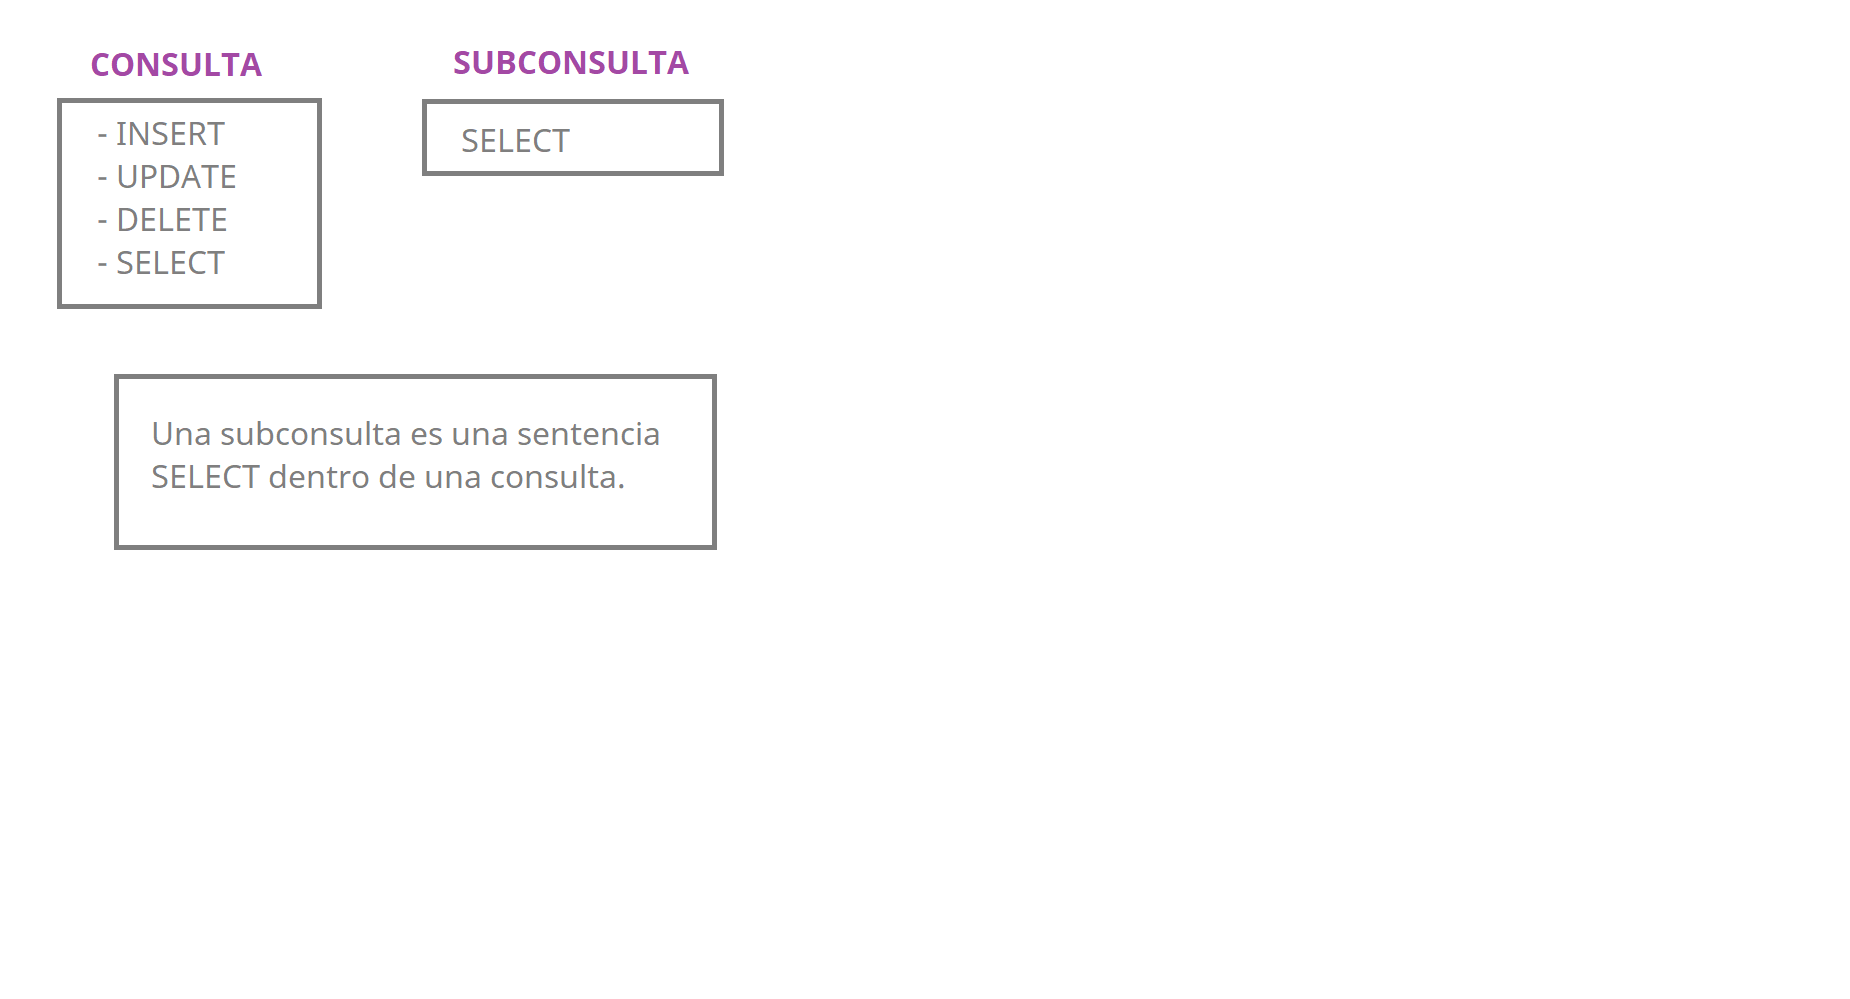 CONSULTA
- INSERT
- UPDATE
- DELETE
- SELECT
SUBCONSULTA
SELECT
Una subconsulta es una sentencia
SELECT dentro de una consulta.